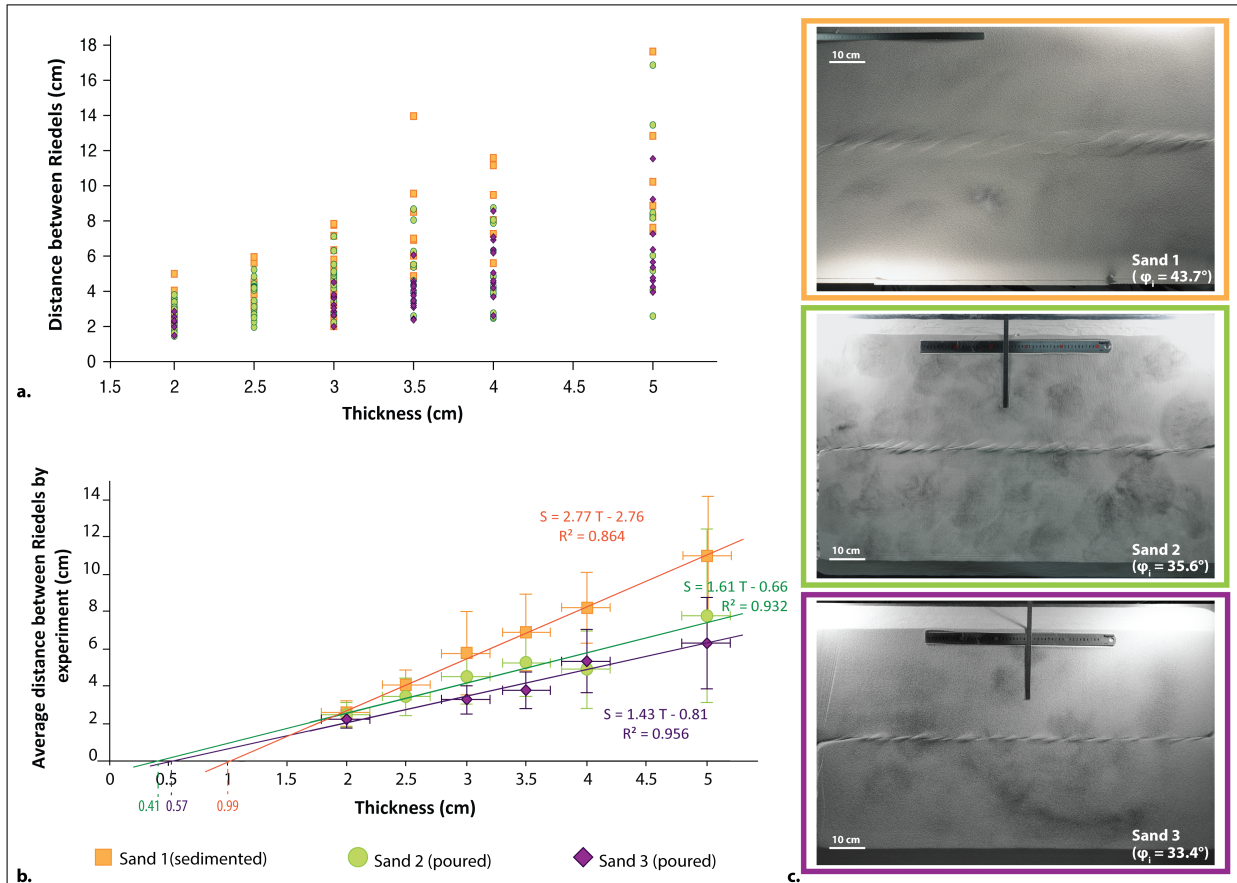 18
16
14
12
10
8
6
4
2
0
Distance between Riedels (cm)
1.5 2 2.5 3 3.5 4 4.5 5
Thickness (cm)
a.
14
12
10
8
6
4
2
0
Average distance between Riedels by
experiment (cm)
S = 2.77 T - 2.76
R² = 0.864
S = 1.61 T - 0.66
R² = 0.932
S = 1.43 T - 0.81
R² = 0.956
0 0.5 1 1.5 2 2.5 3 3.5 4 4.5 5
0.41 0.57 0.99
Thickness (cm)
Sand 1(sedimented) Sand 2 (poured) Sand 3 (poured)
b.
10 cm
Sand 1
( φi = 43.7°)
10 cm
Sand 2
(φi = 35.6°)
10 cm
Sand 3
(φi = 33.4°)
c.